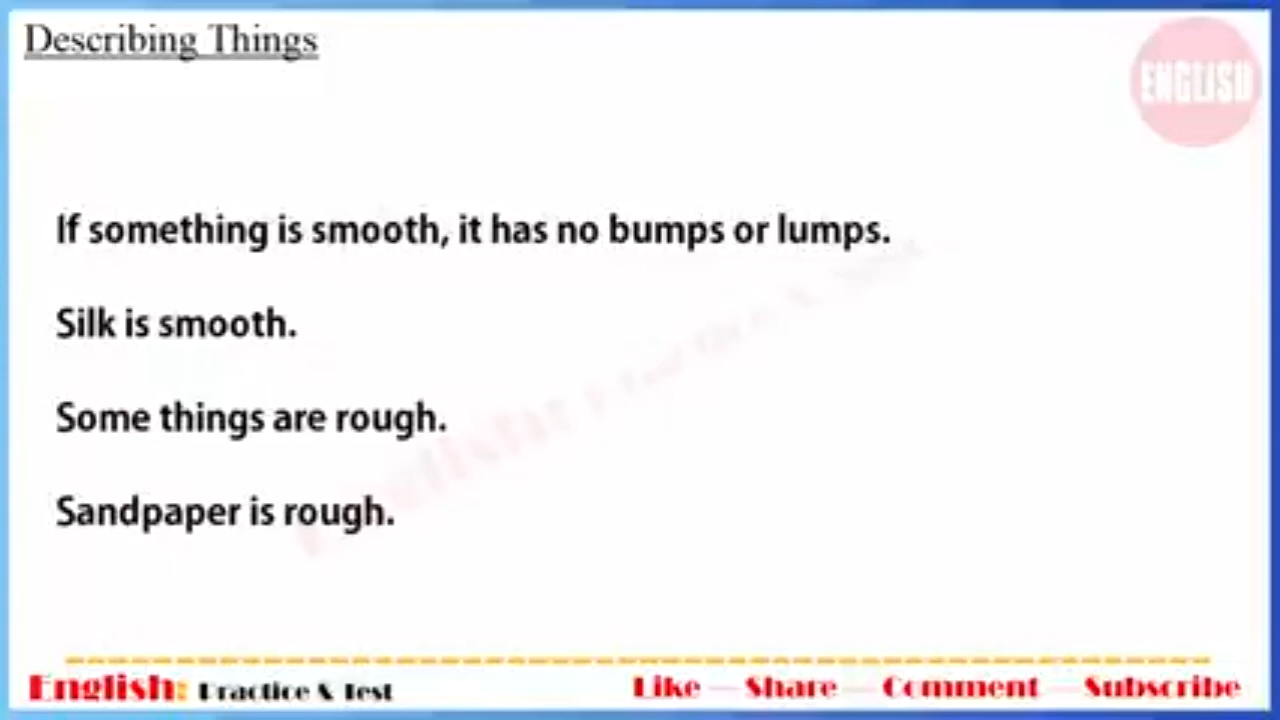 Describing Things
ENGLISH
If something is smooth, it has no bumps or lumps.
Silk is smooth.
Some things are rough.
Sandpaper is rough.
English: Practice & Test
Like — Share — Comment — Subscribe